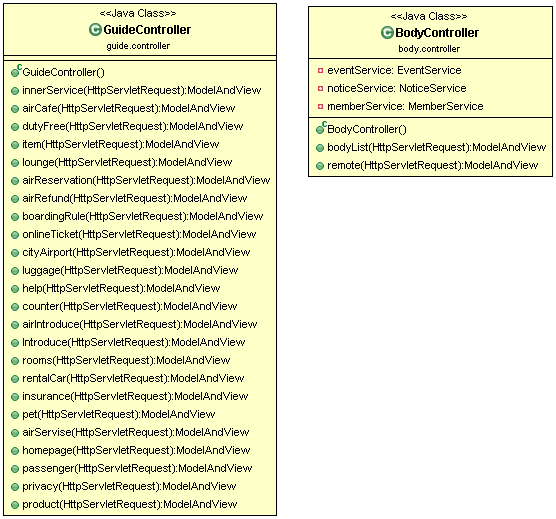 <<Java Class>>
GuideController
guide.controller
GuideController()
innerService(HttpServletRequest):ModelAndView
airCafe(HttpServletRequest):ModelAndView
dutyFree(HttpServletRequest):ModelAndView
item(HttpServletRequest):ModelAndView
lounge(HttpServletRequest):ModelAndView
airReservation(HttpServletRequest):ModelAndView
airRefund(HttpServletRequest):ModelAndView
boardingRule(HttpServletRequest):ModelAndView
onlineTicket(HttpServletRequest):ModelAndView
cityAirport(HttpServletRequest):ModelAndView
luggage(HttpServletRequest):ModelAndView
help(HttpServletRequest):ModelAndView
counter(HttpServletRequest):ModelAndView
airIntroduce(HttpServletRequest):ModelAndView
Introduce(HttpServletRequest):ModelAndView
rooms(HttpServletRequest):ModelAndView
rentalCar(HttpServletRequest):ModelAndView
insurance(HttpServletRequest):ModelAndView
pet(HttpServletRequest):ModelAndView
airServise(HttpServletRequest):ModelAndView
homepage(HttpServletRequest):ModelAndView
passenger(HttpServletRequest):ModelAndView
privacy(HttpServletRequest):ModelAndView
product(HttpServletRequest):ModelAndView
<<Java Class>>
BodyController
body.controller
eventService: EventService
noticeService: NoticeService
memberService: MemberService
BodyController()
bodyList(HttpServletRequest):ModelAndView
remote(HttpServletRequest):ModelAndView